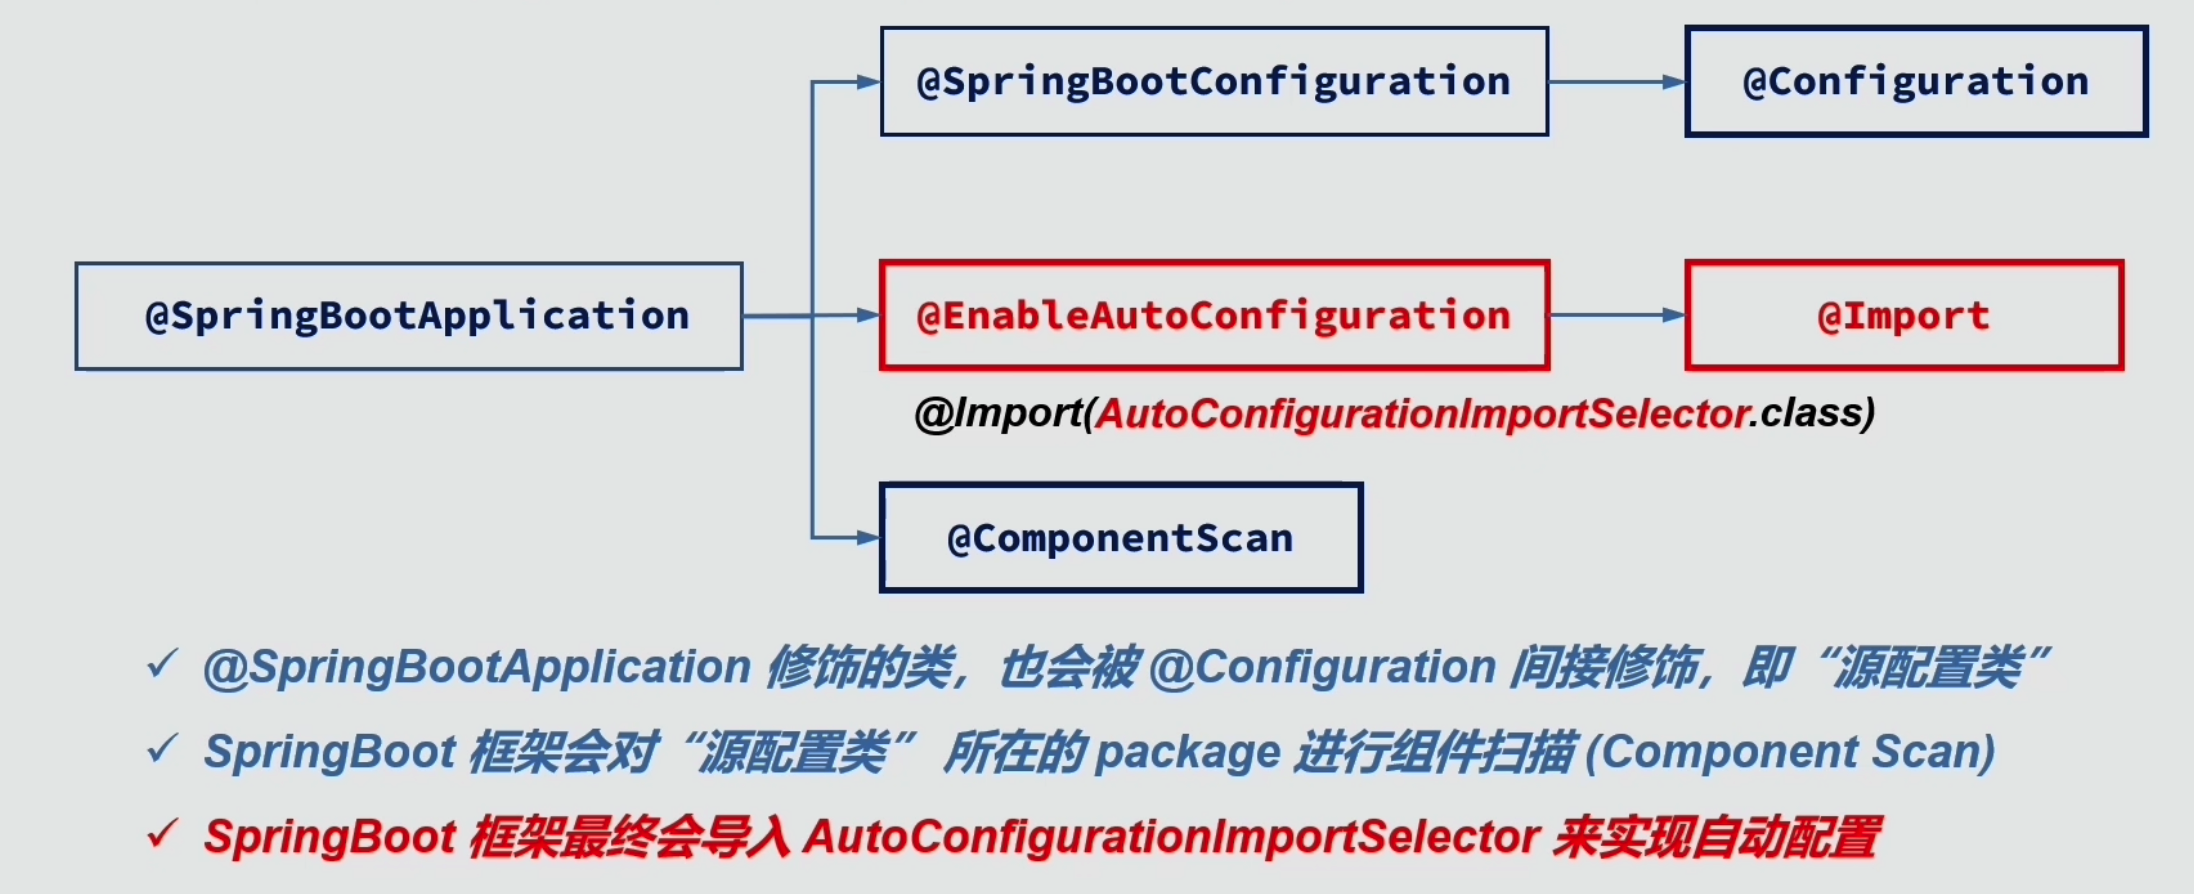 @SpringBootConfiguration
@Configuration
@SpringBootApplication
@EnableAutoConfiguration
@Import
@Import(AutoConfigurationImportSelector.class)
@ComponentScan
✓ @SpringBootApplication 修饰的类，也会被 @Configuration 间接修饰，即“源配置类”
✓ SpringBoot 框架会对“源配置类” 所在的 package 进行组件扫描 (Component Scan)
✓ SpringBoot 框架最终会导入 AutoConfigurationImportSelector 来实现自动配置